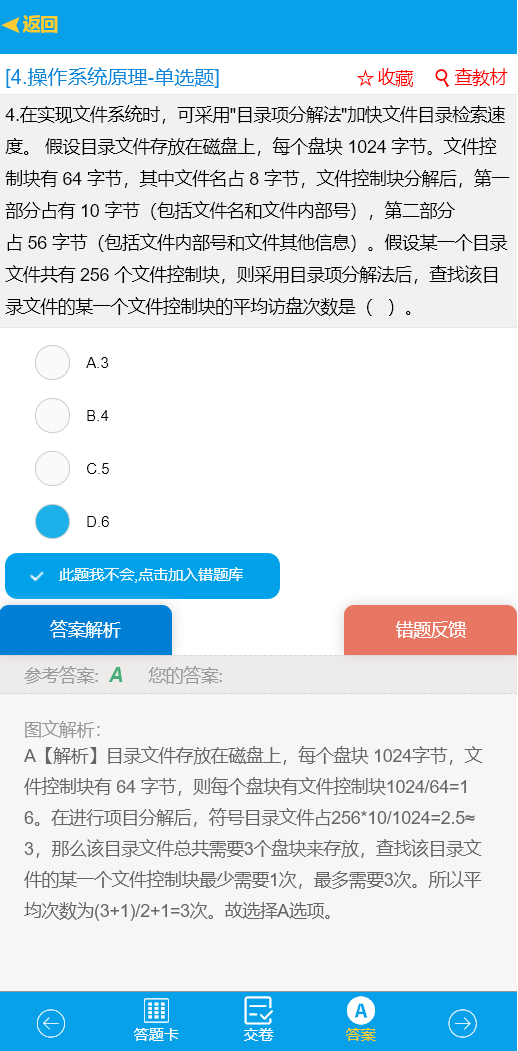 返回
[4.操作系统原理-单选题] ☆ 收藏 查教材
4.在实现文件系统时，可采用"目录项分解法"加快文件目录检索速
度。 假设目录文件存放在磁盘上，每个盘块 1024 字节。文件控
制块有 64 字节，其中文件名占 8 字节，文件控制块分解后，第一
部分占有 10 字节（包括文件名和文件内部号），第二部分
占 56 字节（包括文件内部号和文件其他信息）。假设某一个目录
文件共有 256 个文件控制块，则采用目录项分解法后，查找该目
录文件的某一个文件控制块的平均访盘次数是（ ）。
A.3
B.4
C.5
D.6
此题我不会,点击加入错题库
答案解析 错题反馈
参考答案: A 您的答案:
图文解析：
A【解析】目录文件存放在磁盘上，每个盘块 1024字节，文
件控制块有 64 字节，则每个盘块有文件控制块1024/64=1
6。在进行项目分解后，符号目录文件占256*10/1024=2.5≈
3，那么该目录文件总共需要3个盘块来存放，查找该目录文
件的某一个文件控制块最少需要1次，最多需要3次。所以平
均次数为(3+1)/2+1=3次。故选择A选项。
答题卡 交卷 A 答案